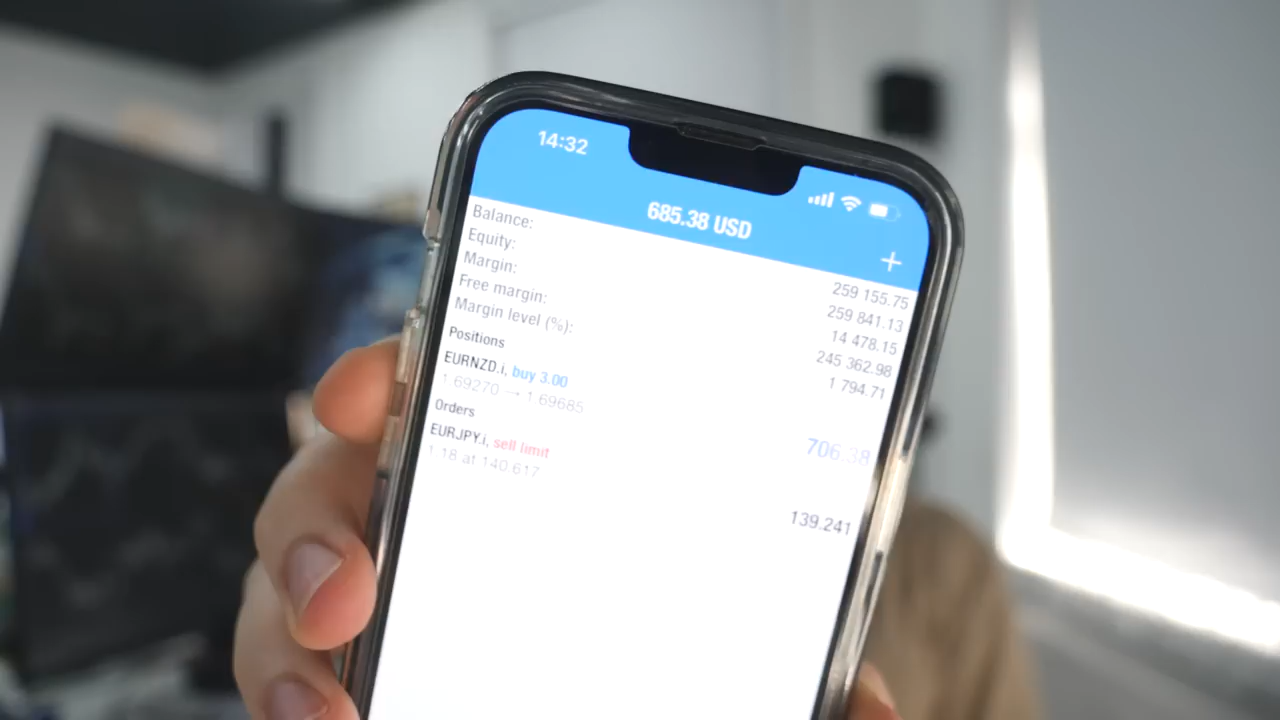 14:32
685.38 USD
Balance: 259 155.75
Equity: 259 841.13
Margin: 14 478.15
Free margin: 245 362.98
Margin level (%): 1 794.71
Positions
EURNZD.i, buy 3.00
1.69270 → 1.69685 706.38
Orders
EURJPY.i, sell limit
1.18 at 140.617 139.241